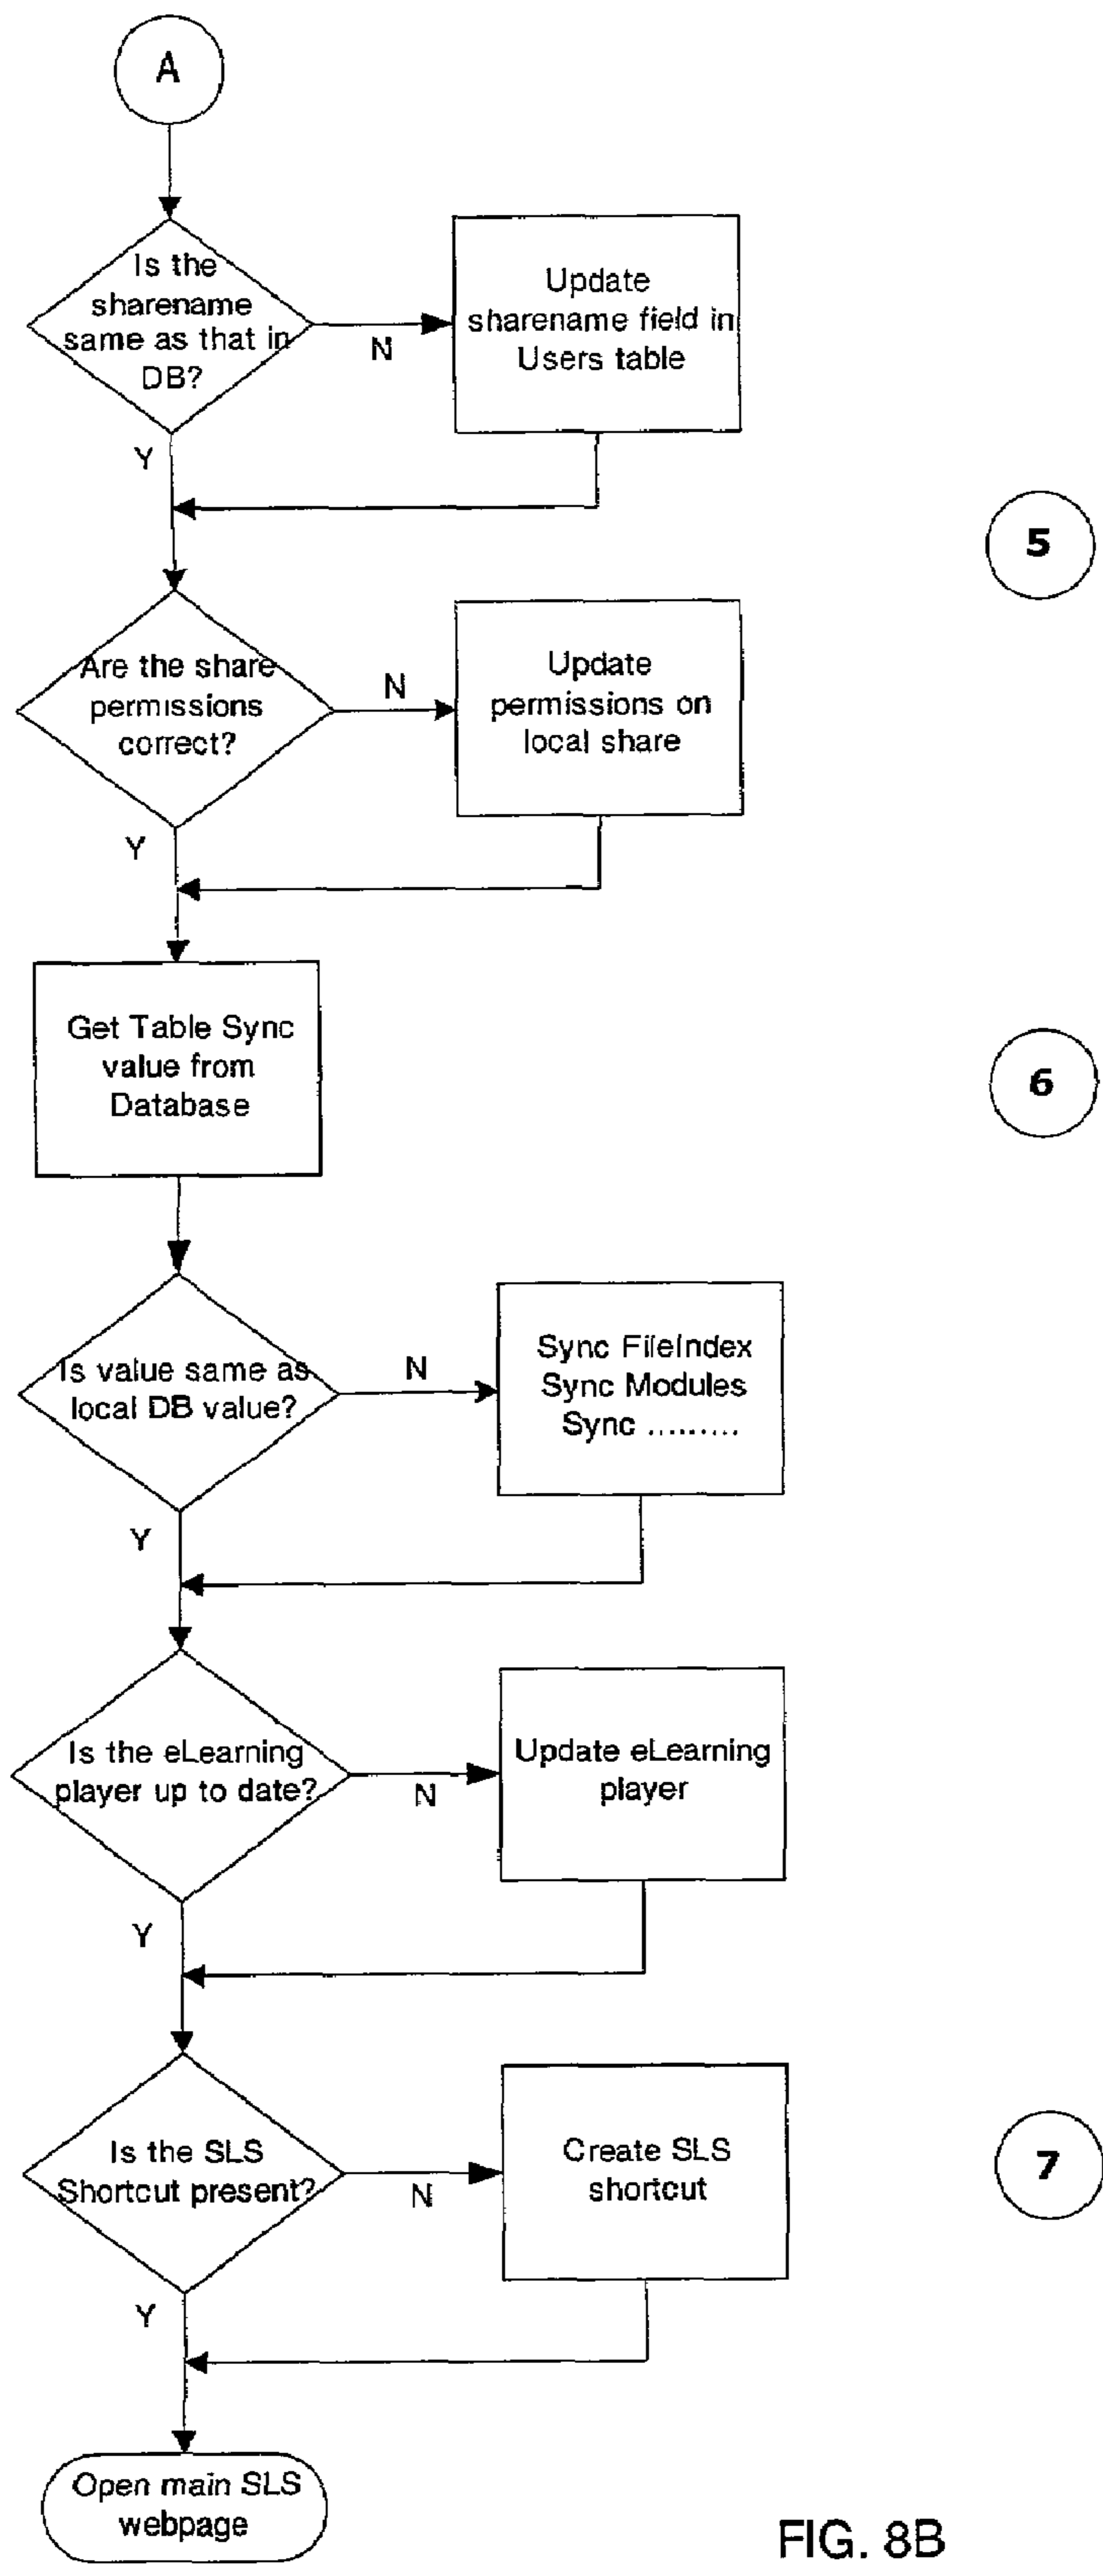 A
Is the
sharename
same as that in
DB?
N
Update
sharename field in
Users table
Y
5
Are the share
permissions
correct?
N
Update
permissions on
local share
Y
Get Table Sync
value from
Database
6
Is value same as
local DB value?
N
Sync FileIndex
Sync Modules
Sync .........
Y
Is the eLearning
player up to date?
N
Update eLearning
player
Y
Is the SLS
Shortcut present?
N
Create SLS
shortcut
7
Y
Open main SLS
webpage
FIG. 8B